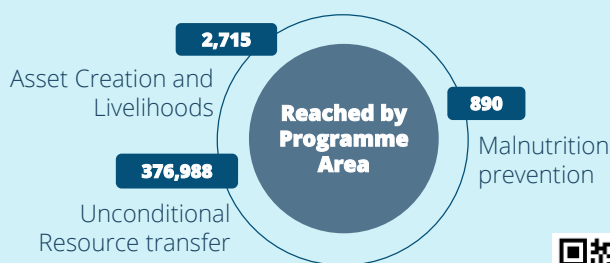 2,715
Asset Creation and
Livelihoods
Reached by
Programme
Area
890
Malnutrition
prevention
376,988
Unconditional
Resource transfer